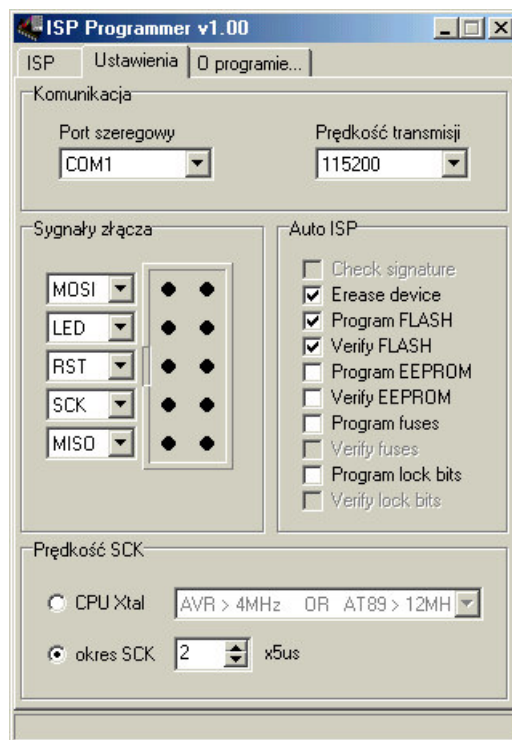 ISP Programmer v1.00
ISP Ustawienia O programie...
Komunikacja
Port szeregowy Prędkość transmisji
COM1 115200
Sygnały złącza
MOSI
LED
RST
SCK
MISO
Auto ISP
Check signature
Erease device
Program FLASH
Verify FLASH
Program EEPROM
Verify EEPROM
Program fuses
Verify fuses
Program lock bits
Verify lock bits
Prędkość SCK
CPU Xtal AVR > 4MHz OR AT89 > 12MH
okres SCK 2 x5us